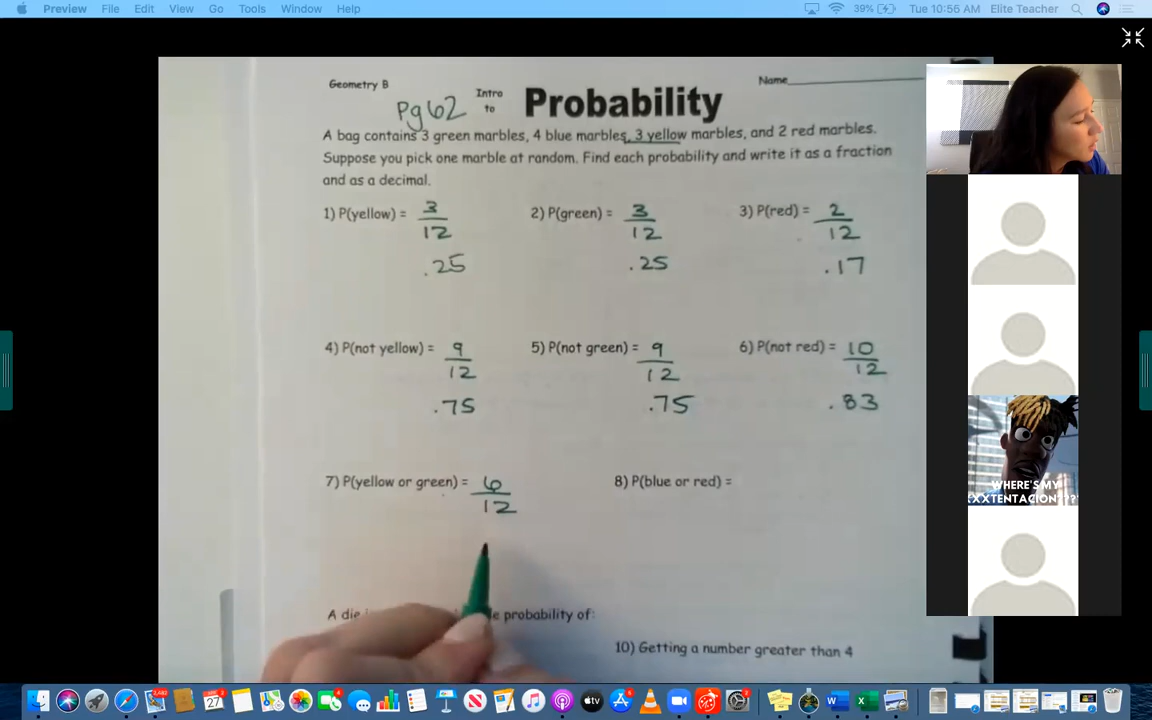 Preview File Edit View Tools Window Help
Go
39% Tue 10:56 AM Elite Teacher
Geometry B
Pg 62
Intro to
Probability
Name
A bag contains 3 green marbles, 4 blue marbles, 3 yellow marbles, and 2 red marbles.
Suppose you pick one marble at random. Find each probability and write it as a fraction
and as a decimal.
1) P(yellow) = 3/12 2) P(green) = 3/12 3) P(red) = 2/12
.25 .25 .17
4) P(not yellow) = 9/12 5) P(not green) = 9/12 6) P(not red) = 10/12
.75 .75 .83
7) P(yellow or green) = 6/12 8) P(blue or red) =
A die probability of:
10) Getting a number greater than 4
WHERE'S MY
XXXTENTACION???